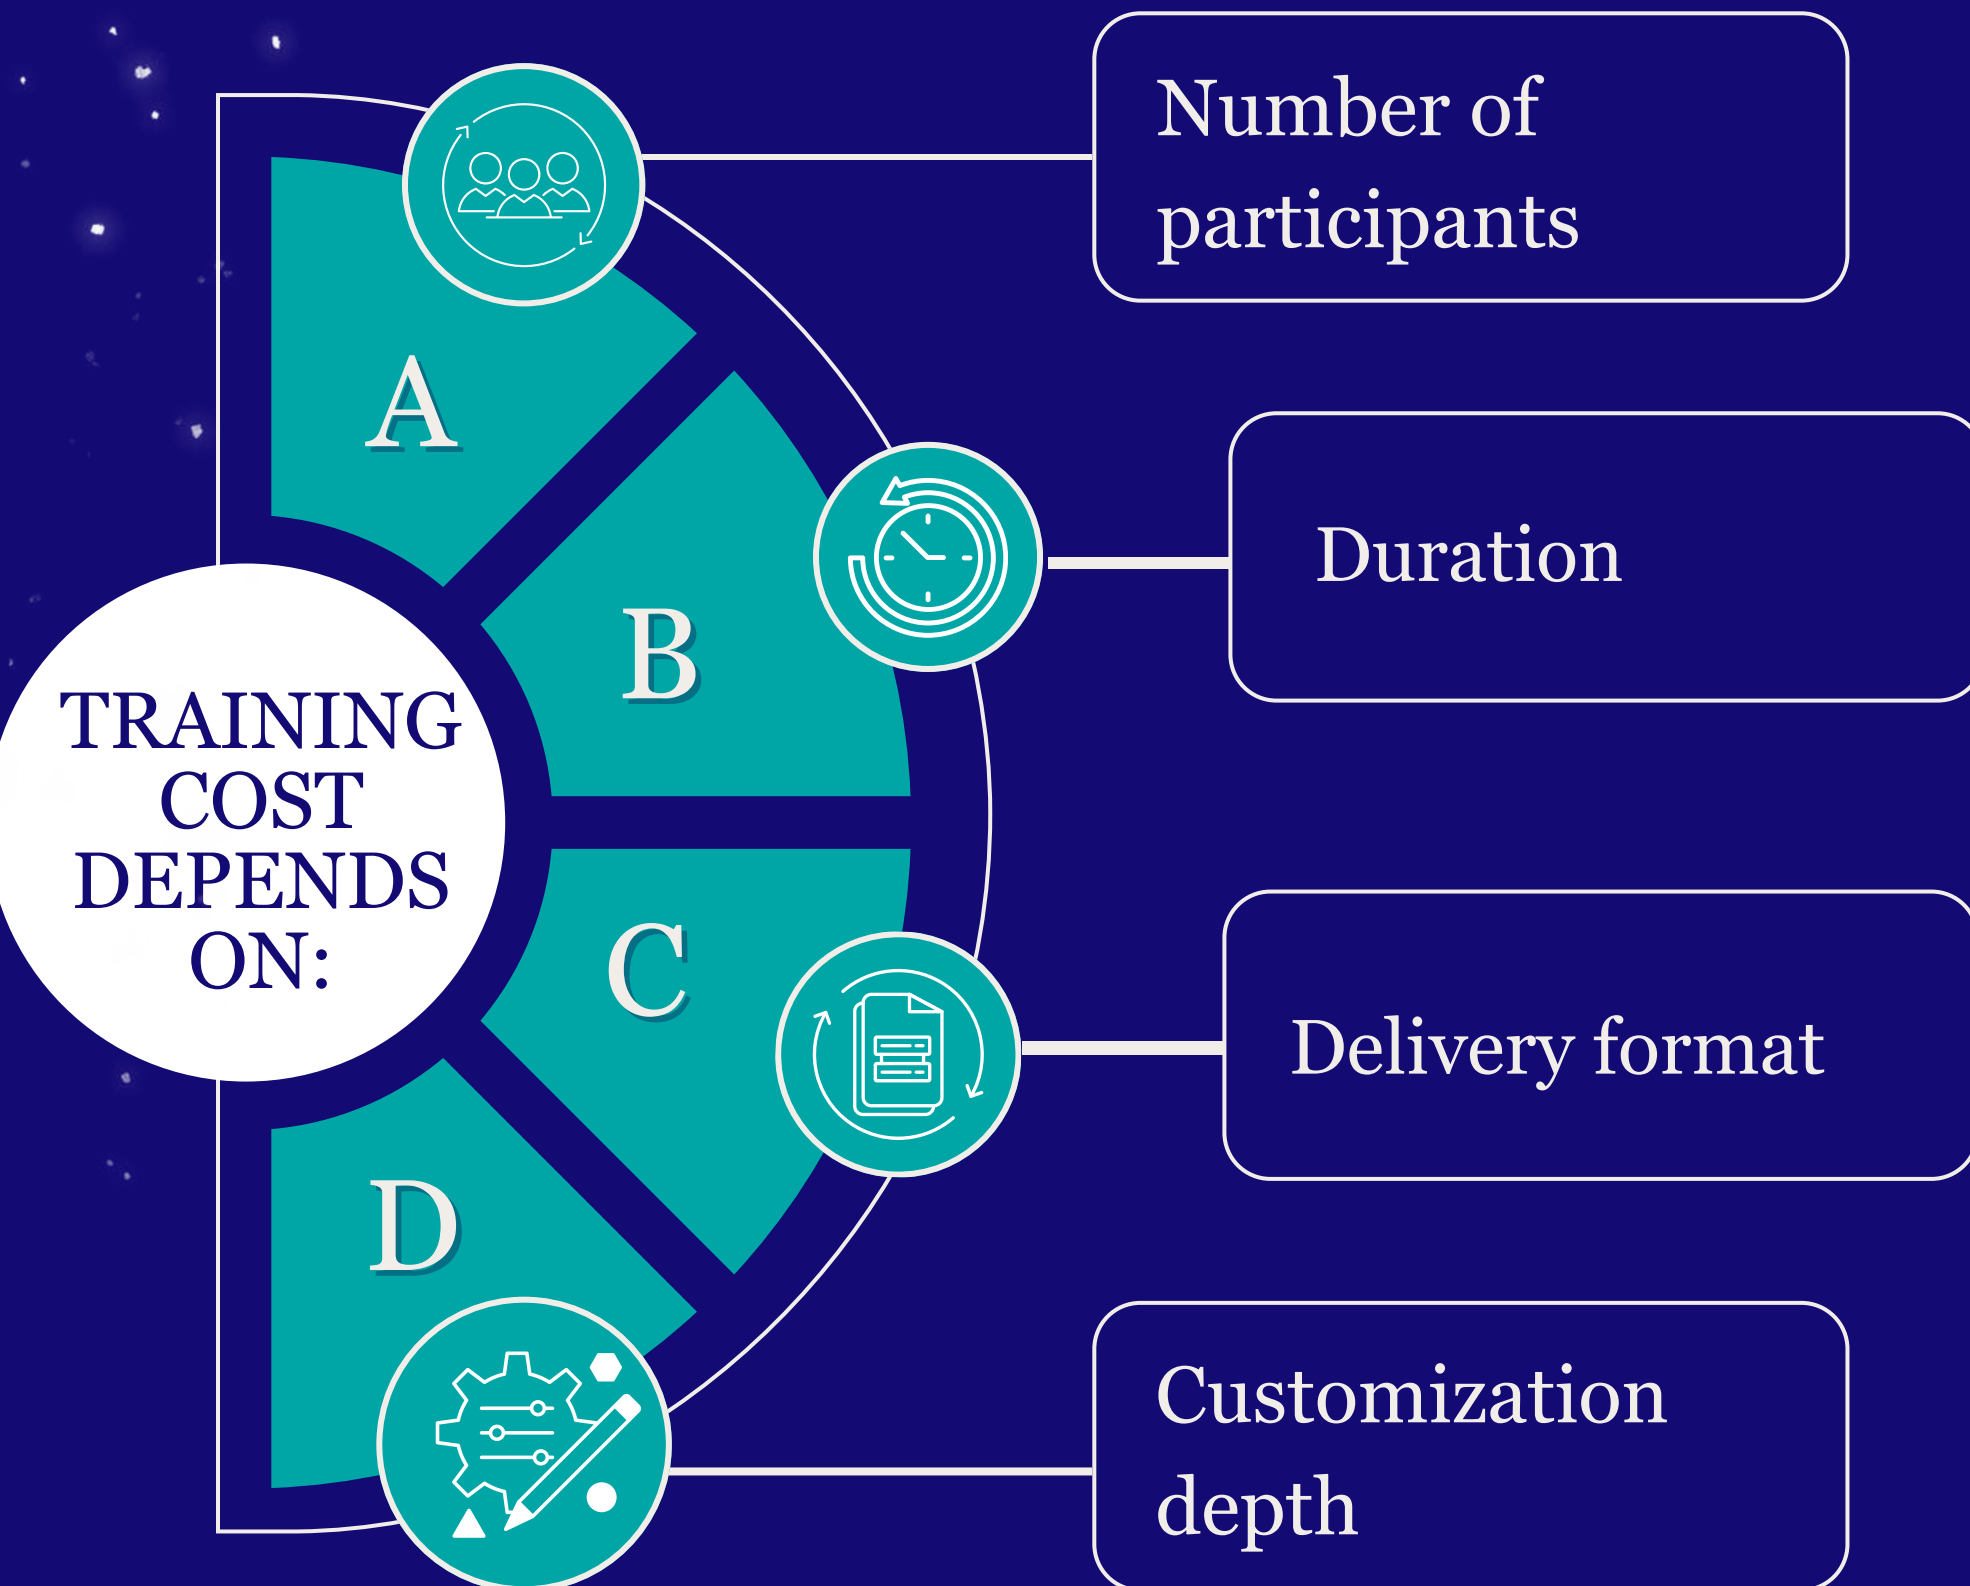 TRAINING
COST
DEPENDS
ON:
A
Number of
participants
B
Duration
C
Delivery format
D
Customization
depth